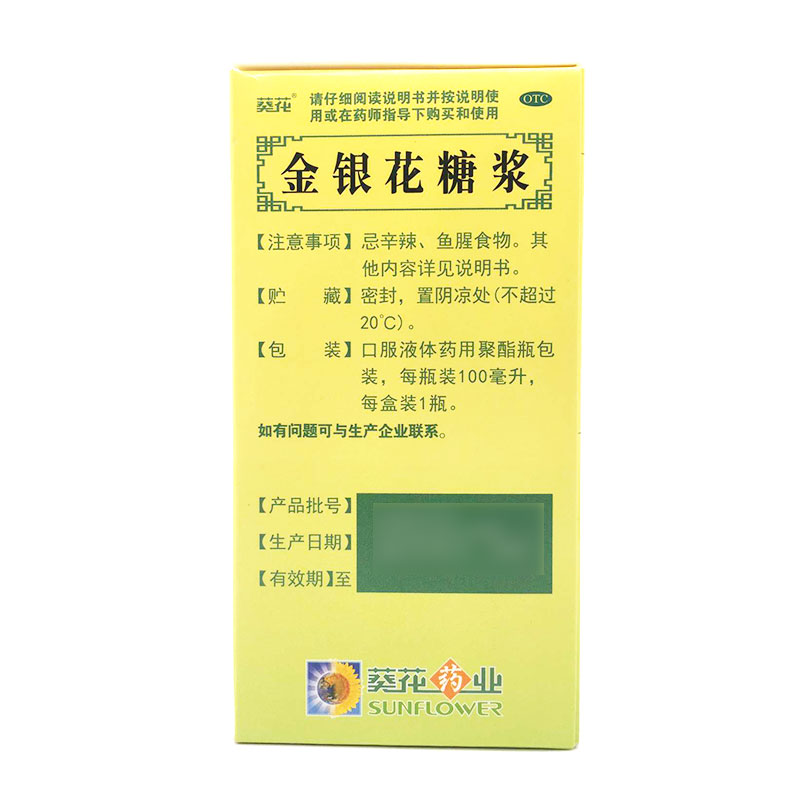 葵花®
请仔细阅读说明书并按说明使
用或在药师指导下购买和使用
OTC
金银花糖浆
【注意事项】忌辛辣、鱼腥食物。其
他内容详见说明书。
【贮藏】密封，置阴凉处(不超过
20℃)。
【包装】口服液体药用聚酯瓶包
装，每瓶装100毫升，
每盒装1瓶。
如有问题可与生产企业联系。
【产品批号】
【生产日期】
【有效期】至
葵花药业
SUNFLOWER